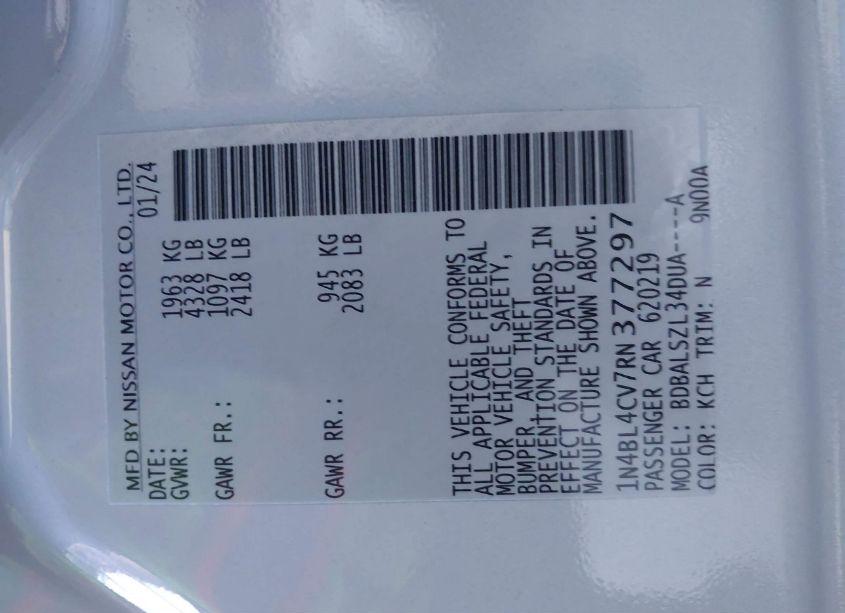 MFD BY NISSAN MOTOR CO., LTD.
DATE: 01/24
GVWR: 1963 KG
4328 LB
GAWR FR.: 1097 KG
2418 LB
GAWR RR.: 945 KG
2083 LB
THIS VEHICLE CONFORMS TO
ALL APPLICABLE FEDERAL
MOTOR VEHICLE SAFETY,
BUMPER, AND THEFT
PREVENTION STANDARDS IN
EFFECT ON THE DATE OF
MANUFACTURE SHOWN ABOVE.
1N4BL4CV7RN377297
PASSENGER CAR 620219
MODEL: BDBALSZL34DUA----A
COLOR: KCH TRIM: N 9N00A